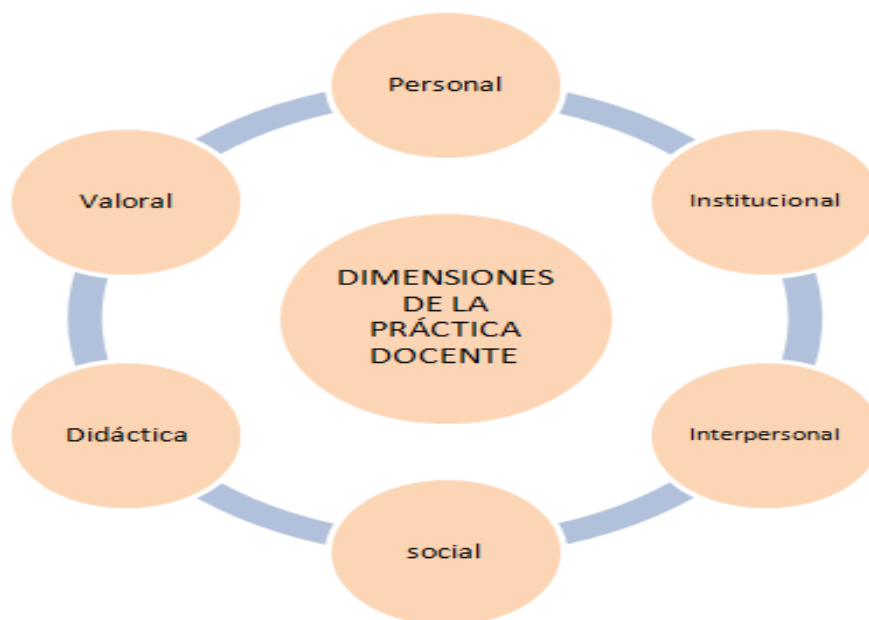 Personal
Valoral
Institucional
DIMENSIONES
DE LA
PRÁCTICA
DOCENTE
Didáctica
Interpersonal
social